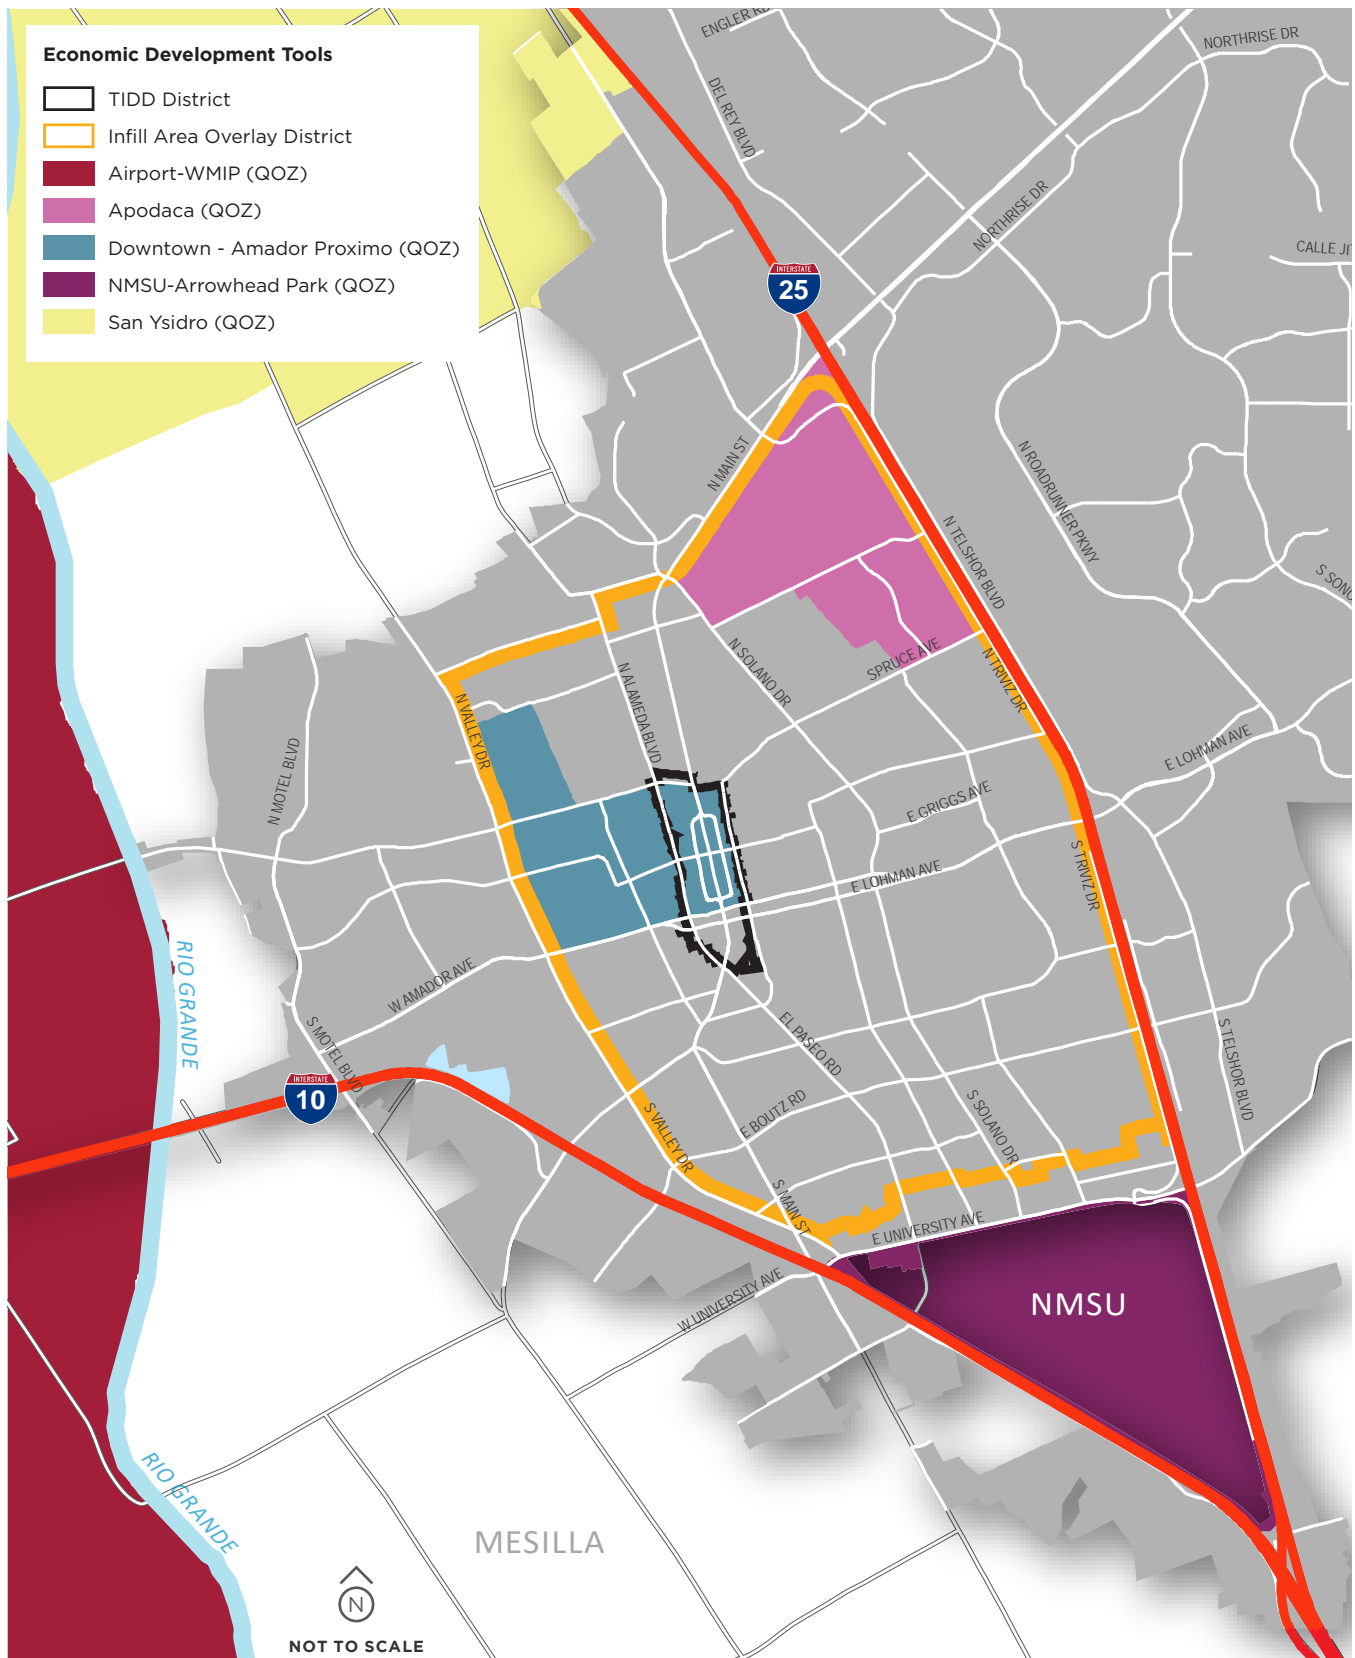 Economic Development Tools
TIDD District
Infill Area Overlay District
Airport-WMIP (QOZ)
Apodaca (QOZ)
Downtown - Amador Proximo (QOZ)
NMSU-Arrowhead Park (QOZ)
San Ysidro (QOZ)
ENGLER RD
NORTHRISE DR
DEL REY BLVD
NORTHRISE DR
CALLE JIT
INTERSTATE
25
N MAIN ST
N ROADRUNNER PKWY
N TELSHOR BLVD
S SONO
N SOLANO DR
SPRUCE AVE
N TRIVIZ DR
N ALAMEDA BLVD
N VALLEY DR
N MOTEL BLVD
E LOHMAN AVE
E GRIGGS AVE
E LOHMAN AVE
S TRIVIZ DR
RIO GRANDE
W AMADOR AVE
S MOTEL BLVD
EL PASEO RD
S TELSHOR BLVD
INTERSTATE
10
S VALLEY DR
E BOUTZ RD
S SOLANO DR
S MAIN ST
E UNIVERSITY AVE
W UNIVERSITY AVE
NMSU
RIO GRANDE
MESILLA
N
NOT TO SCALE